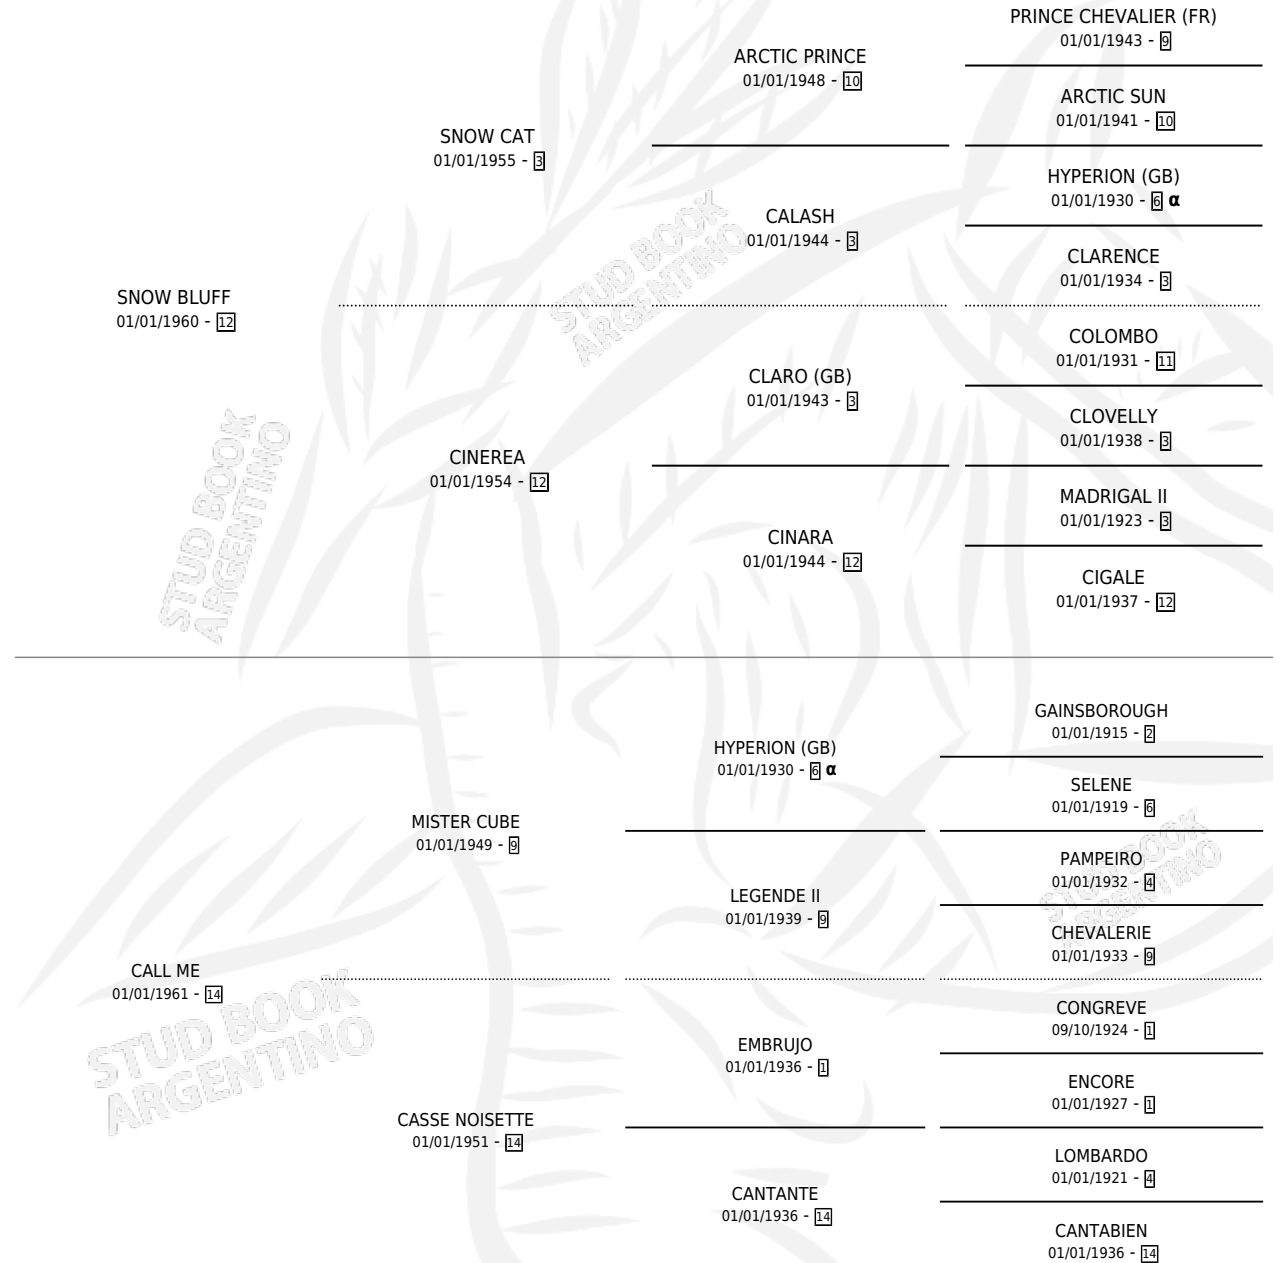 PRINCE CHEVALIER (FR)
01/01/1943 - 9
ARCTIC PRINCE
01/01/1948 - 10
ARCTIC SUN
01/01/1941 - 10
SNOW CAT
01/01/1955 - 3
HYPERION (GB)
01/01/1930 - 6 α
CALASH
01/01/1944 - 3
CLARENCE
01/01/1934 - 3
SNOW BLUFF
01/01/1960 - 12
COLOMBO
01/01/1931 - 11
CLARO (GB)
01/01/1943 - 3
CLOVELLY
01/01/1938 - 3
CINEREA
01/01/1954 - 12
MADRIGAL II
01/01/1923 - 3
CINARA
01/01/1944 - 12
CIGALE
01/01/1937 - 12
GAINSBOROUGH
01/01/1915 - 2
HYPERION (GB)
01/01/1930 - 6 α
SELENE
01/01/1919 - 6
MISTER CUBE
01/01/1949 - 9
PAMPEIRO
01/01/1932 - 4
LEGENDE II
01/01/1939 - 9
CHEVALERIE
01/01/1933 - 9
CALL ME
01/01/1961 - 14
CONGREVE
09/10/1924 - 1
EMBRUJO
01/01/1936 - 1
ENCORE
01/01/1927 - 1
CASSE NOISETTE
01/01/1951 - 14
LOMBARDO
01/01/1921 - 4
CANTANTE
01/01/1936 - 14
CANTABIEN
01/01/1936 - 14
STUD BOOK
ARGENTINO
STUD BOOK
ARGENTINO
STUD BOOK
ARGENTINO
STUD BOOK
ARGENTINO